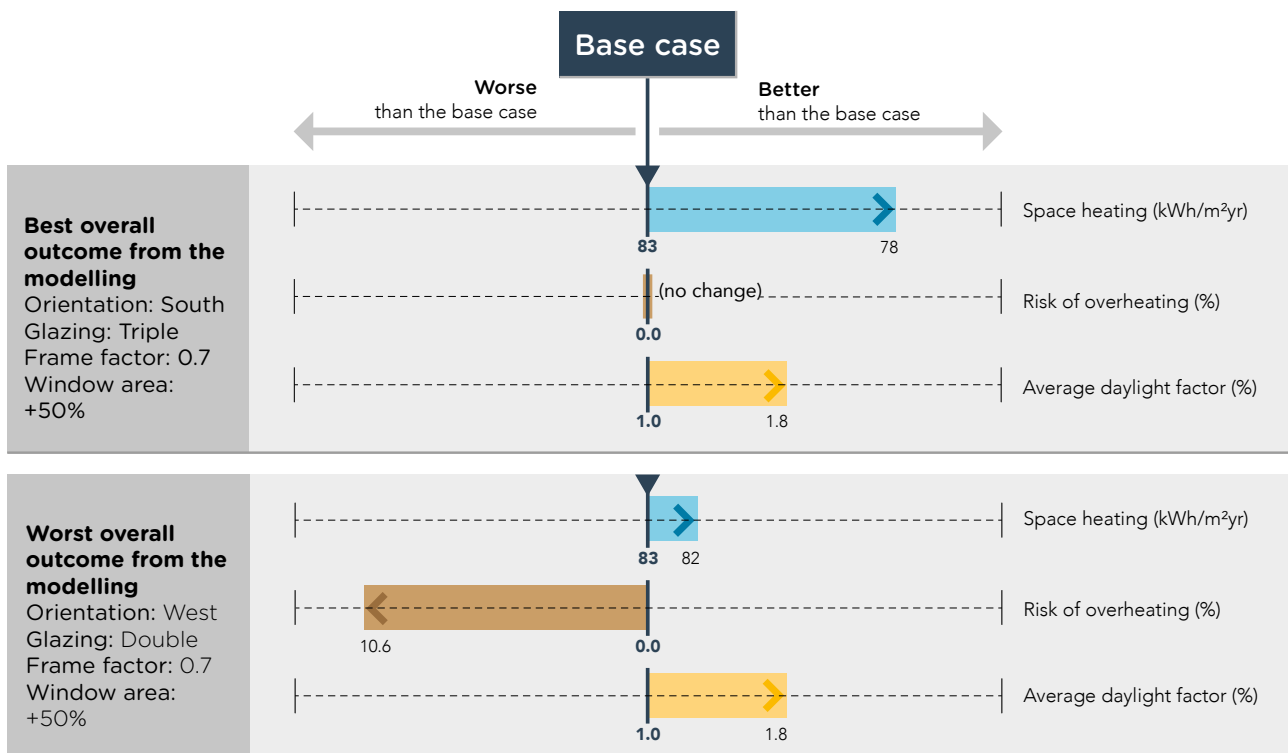 Base case
Worse
than the base case
Better
than the base case
Best overall
outcome from the
modelling
Orientation: South
Glazing: Triple
Frame factor: 0.7
Window area:
+50%
Space heating (kWh/m²yr)
83
78
(no change)
Risk of overheating (%)
0.0
Average daylight factor (%)
1.0
1.8
Worst overall
outcome from the
modelling
Orientation: West
Glazing: Double
Frame factor: 0.7
Window area:
+50%
Space heating (kWh/m²yr)
83
82
Risk of overheating (%)
10.6
0.0
Average daylight factor (%)
1.0
1.8